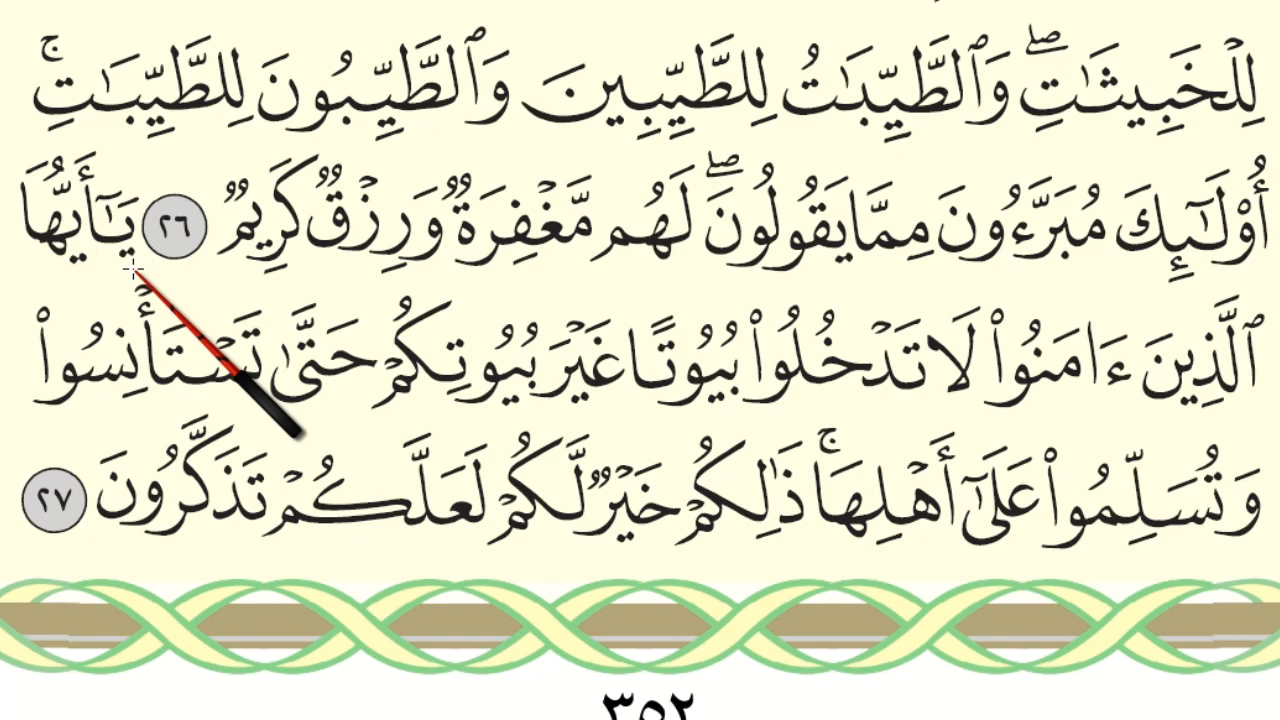 لِلۡخَبِيثَٰتِۖ وَٱلطَّيِّبَٰتُ لِلطَّيِّبِينَ وَٱلطَّيِّبُونَ لِلطَّيِّبَٰتِۚ
أُوْلَٰٓئِكَ مُبَرَّءُونَ مِمَّا يَقُولُونَۖ لَهُم مَّغۡفِرَةٞ وَرِزۡقٞ كَرِيمٞ ٢٦ يَٰٓأَيُّهَا
ٱلَّذِينَ ءَامَنُواْ لَا تَدۡخُلُواْ بُيُوتًا غَيۡرَ بُيُوتِكُمۡ حَتَّىٰ تَسۡتَأۡنِسُواْ
وَتُسَلِّمُواْ عَلَىٰٓ أَهۡلِهَاۚ ذَٰلِكُمۡ خَيۡرٞ لَّكُمۡ لَعَلَّكُمۡ تَذَكَّرُونَ ٢٧
٣٥٢